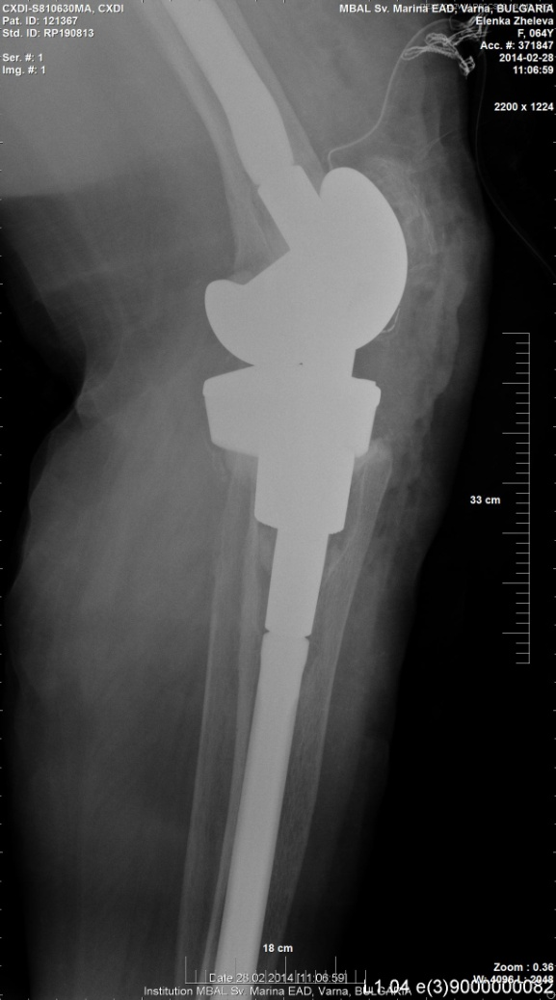 CXDI-S810630MA, CXDI
Pat. ID: 121367
Std. ID: RP190813
Ser. #: 1
Img. #: 1
MBAL Sv. Marina EAD, Varna, BULGARIA
Elenka Zheleva
F, 064Y
Acc. #: 371847
2014-02-28
11:06:59
2200 x 1224
33 cm
18 cm
Zoom : 0.36
W: 4096 L: 2048
Date 28.02.2014 [11:06:59]
L1.04 e(3)9000000082
Institution MBAL Sv. Marina EAD, Varna, BULGARIA